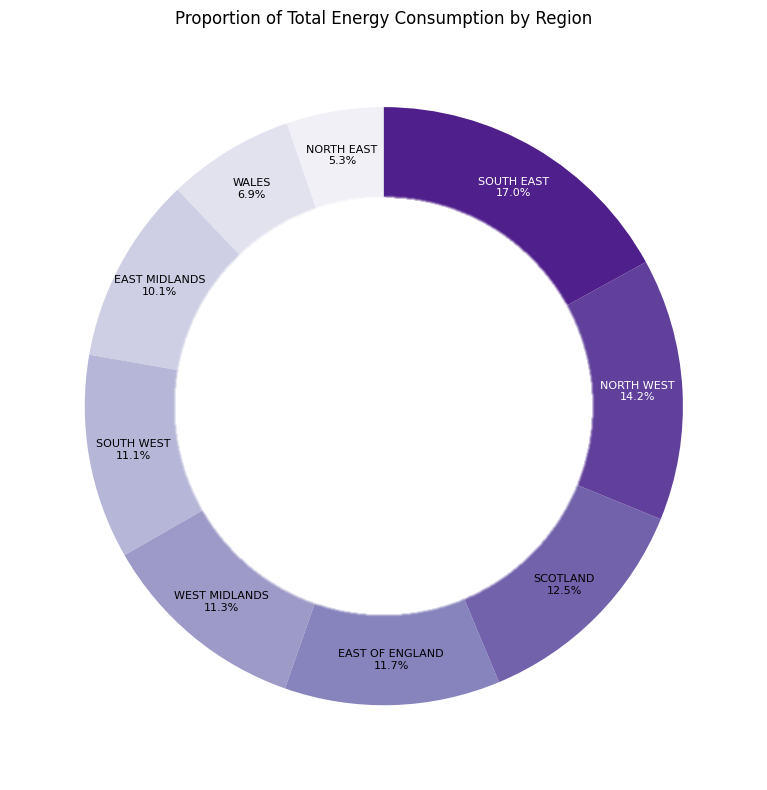 Proportion of Total Energy Consumption by Region
SOUTH EAST
17.0%
NORTH WEST
14.2%
SCOTLAND
12.5%
EAST OF ENGLAND
11.7%
WEST MIDLANDS
11.3%
SOUTH WEST
11.1%
EAST MIDLANDS
10.1%
WALES
6.9%
NORTH EAST
5.3%